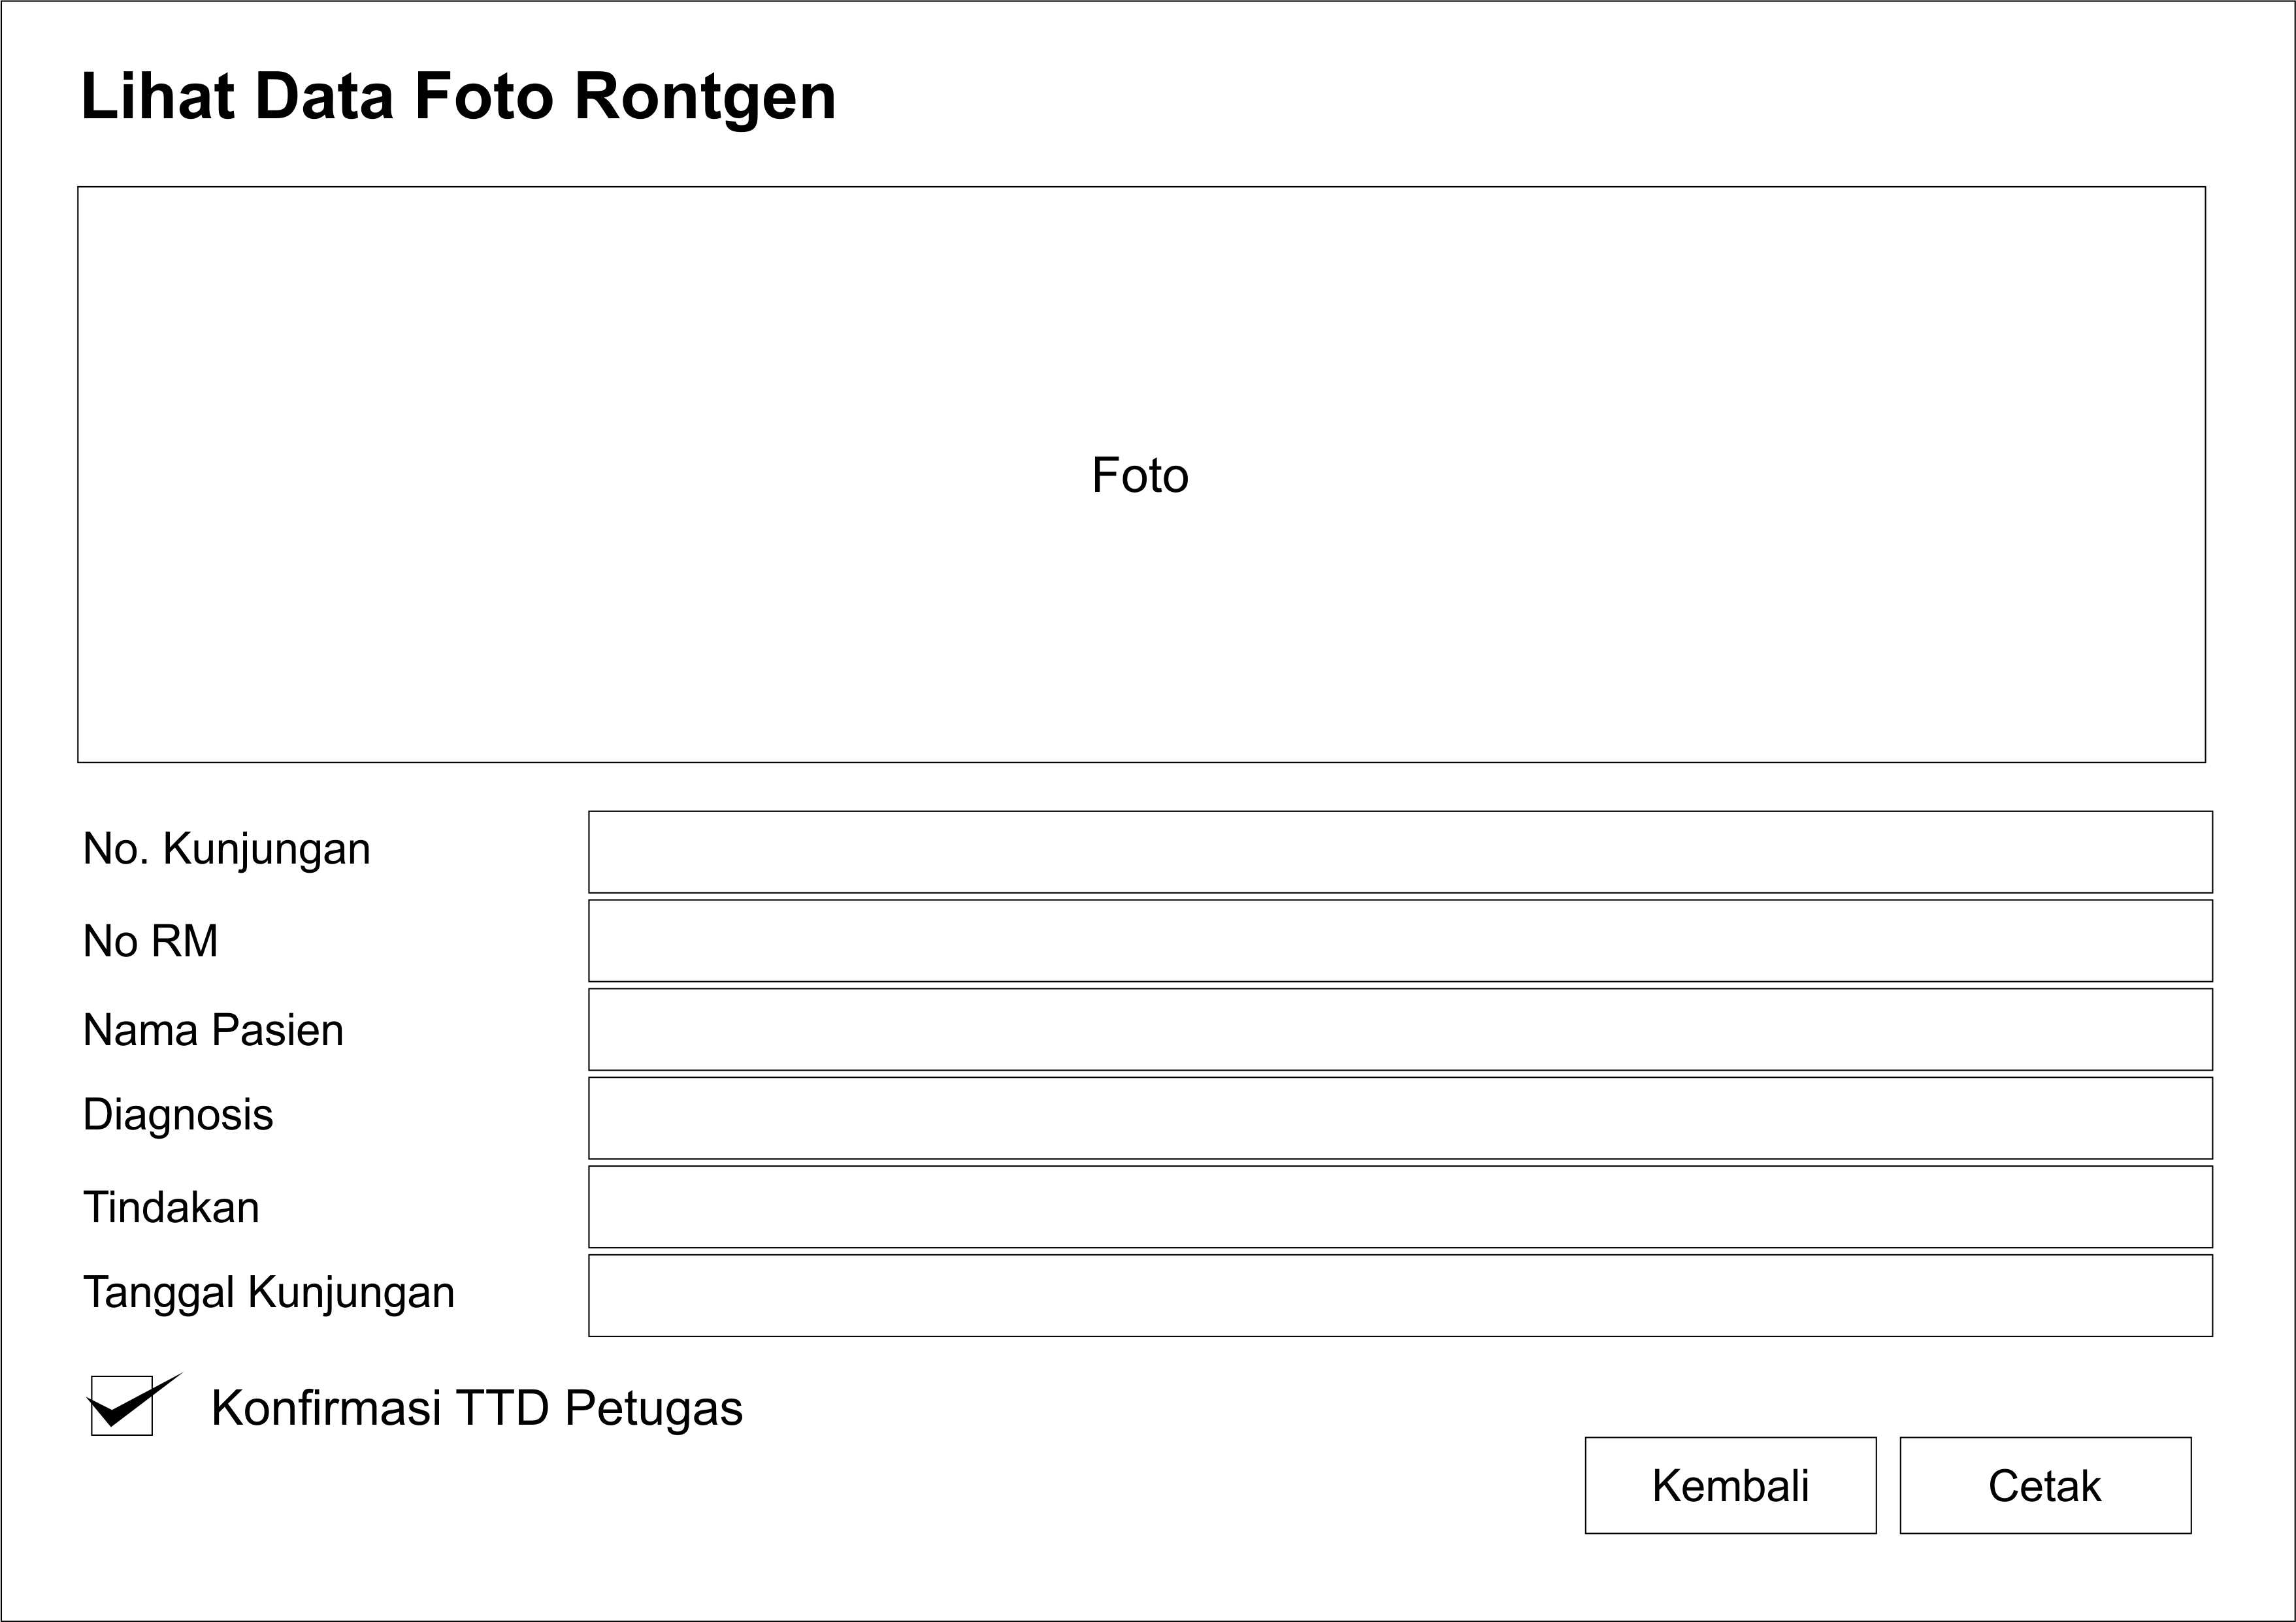 Lihat Data Foto Rontgen
Foto
No. Kunjungan
No RM
Nama Pasien
Diagnosis
Tindakan
Tanggal Kunjungan
Konfirmasi TTD Petugas
Kembali
Cetak